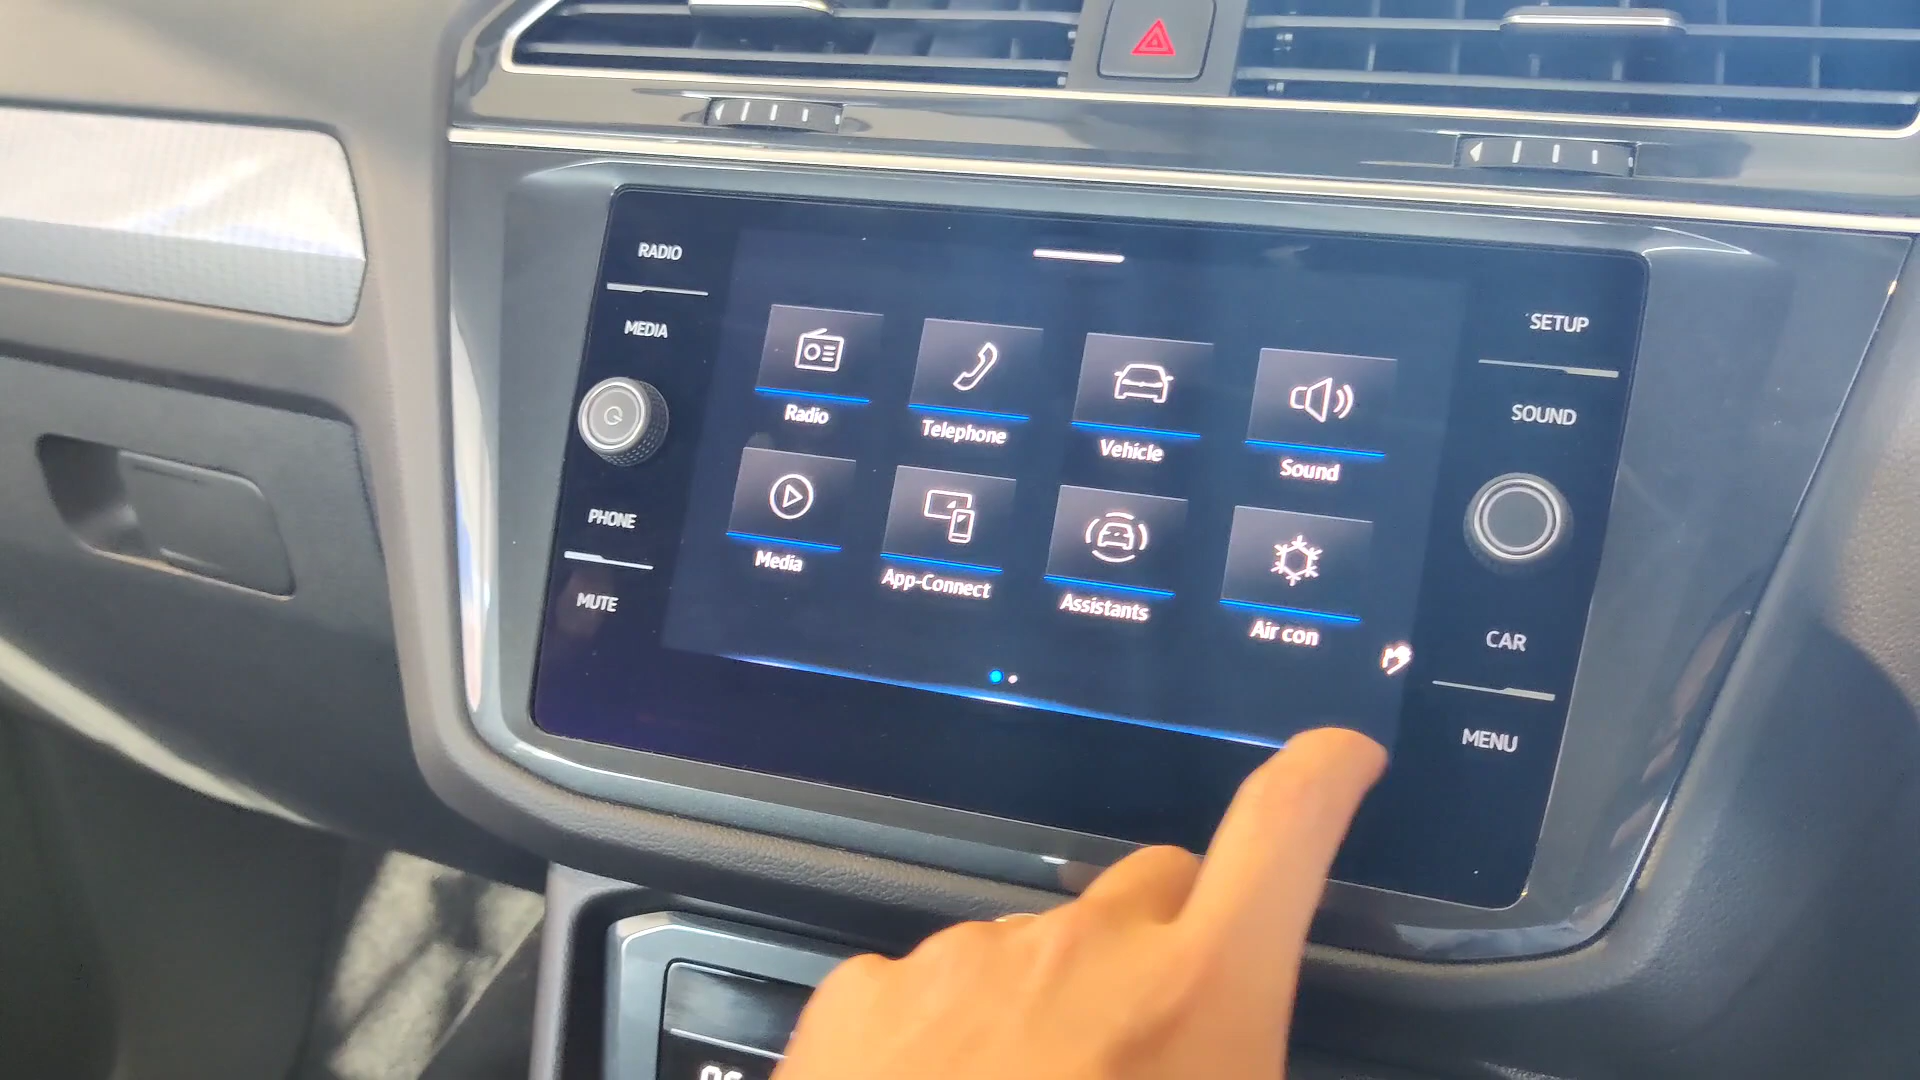 RADIO
MEDIA
PHONE
MUTE
Radio
Telephone
Vehicle
Sound
Media
App-Connect
Assistants
Air con
SETUP
SOUND
CAR
MENU